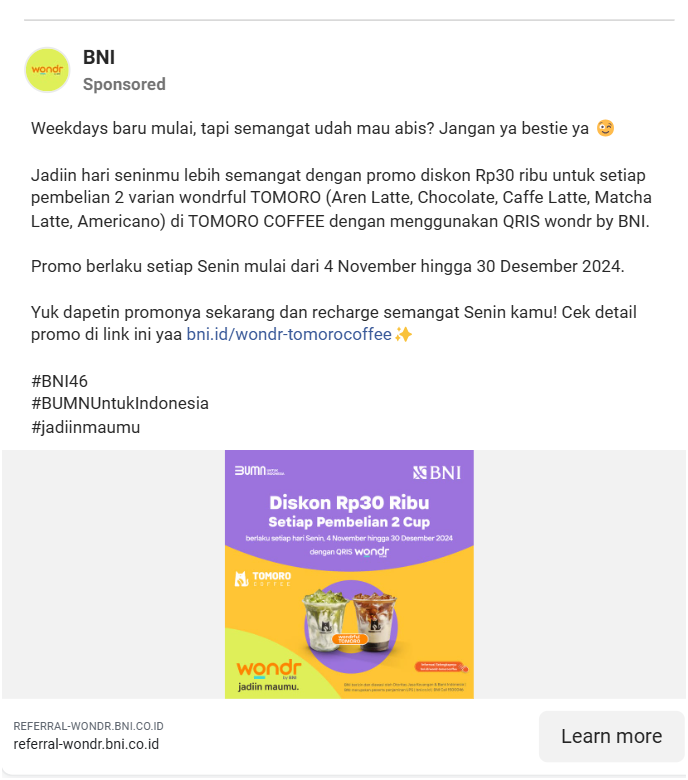 wondr
BNI
Sponsored
Weekdays baru mulai, tapi semangat udah mau abis? Jangan ya bestie ya 😉
Jadiin hari seninmu lebih semangat dengan promo diskon Rp30 ribu untuk setiap
pembelian 2 varian wondrful TOMORO (Aren Latte, Chocolate, Caffe Latte, Matcha
Latte, Americano) di TOMORO COFFEE dengan menggunakan QRIS wondr by BNI.
Promo berlaku setiap Senin mulai dari 4 November hingga 30 Desember 2024.
Yuk dapetin promonya sekarang dan recharge semangat Senin kamu! Cek detail
promo di link ini yaa bni.id/wondr-tomorocoffee✨
#BNI46
#BUMNUntukIndonesia
#jadiinmaumu
BUMN UNTUK INDONESIA
BNI
Diskon Rp30 Ribu
Setiap Pembelian 2 Cup
berlaku setiap hari Senin, 4 November hingga 30 Desember 2024
dengan QRIS wondr
TOMORO
COFFEE
wondrful
TOMORO
wondr
by BNI
jadiin maumu.
REFERRAL-WONDR.BNI.CO.ID
referral-wondr.bni.co.id
Learn more